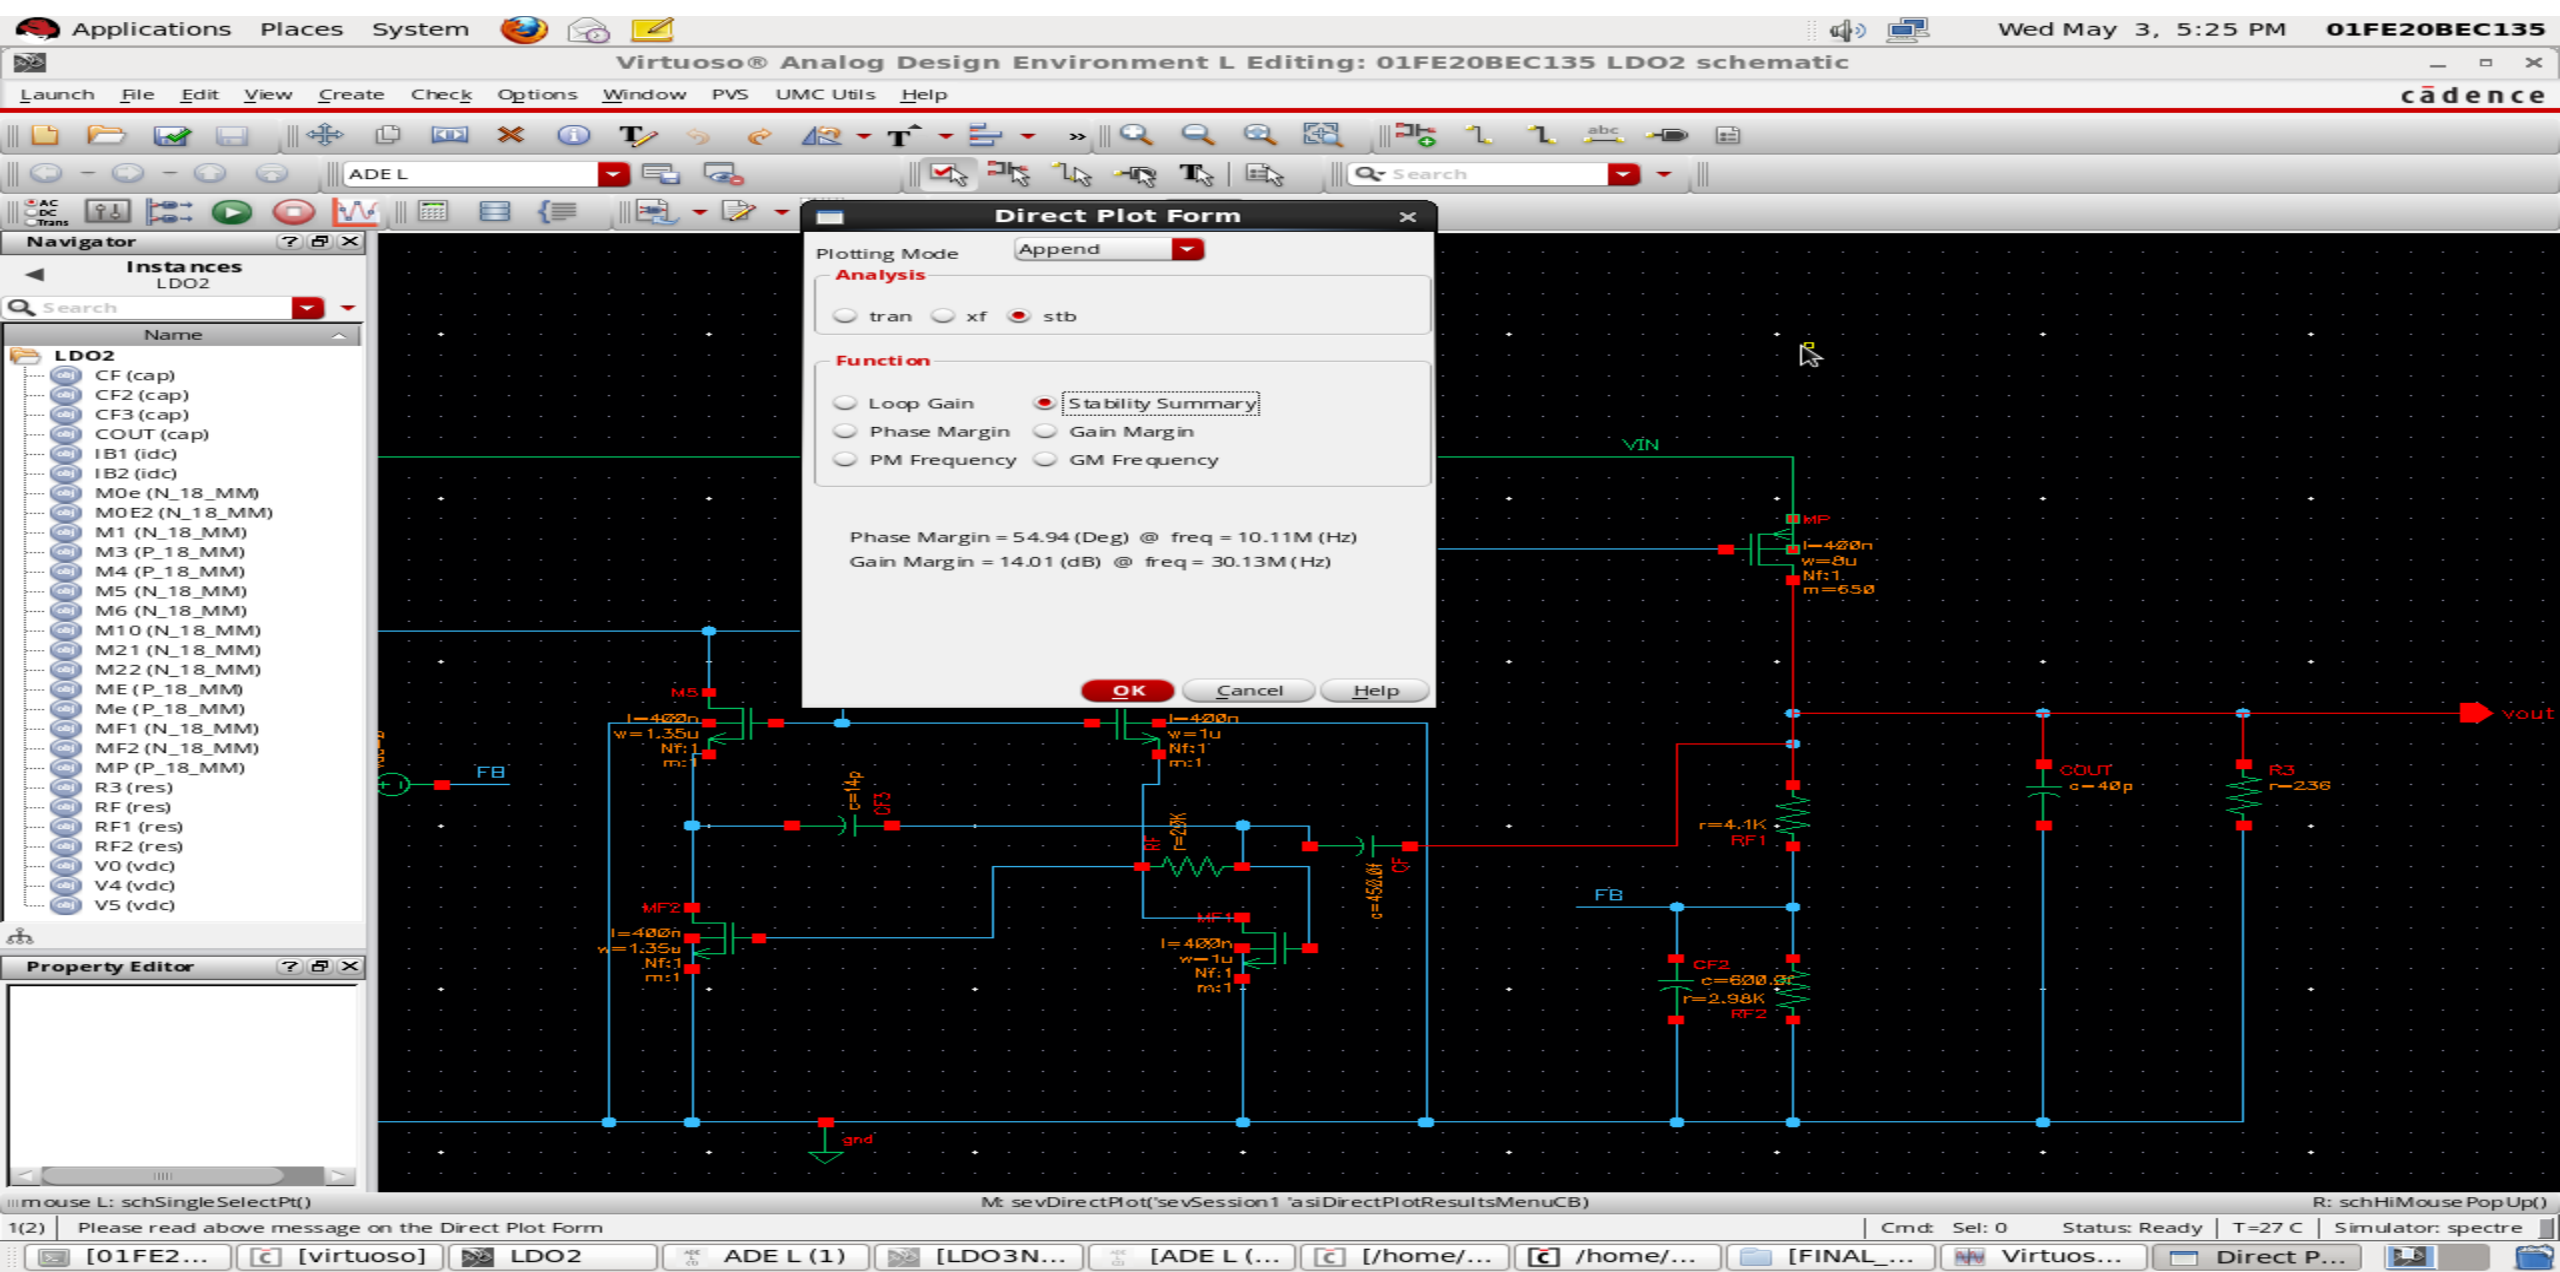 Applications Places System Wed May 3, 5:25 PM 01FE20BEC135
Virtuoso® Analog Design Environment L Editing: 01FE20BEC135 LDO2 schematic
Launch File Edit View Create Check Options Window PVS UMC Utils Help cādence
abc
ADE L Search
AC
DC
Trans
Navigator
Instances
LDO2
Search
Name
LDO2
CF (cap)
CF2 (cap)
CF3 (cap)
COUT (cap)
IB1 (idc)
IB2 (idc)
M0e (N_18_MM)
M0E2 (N_18_MM)
M1 (N_18_MM)
M3 (P_18_MM)
M4 (P_18_MM)
M5 (N_18_MM)
M6 (N_18_MM)
M10 (N_18_MM)
M21 (N_18_MM)
M22 (N_18_MM)
ME (P_18_MM)
Me (P_18_MM)
MF1 (N_18_MM)
MF2 (N_18_MM)
MP (P_18_MM)
R3 (res)
RF (res)
RF1 (res)
RF2 (res)
V0 (vdc)
V4 (vdc)
V5 (vdc)
Property Editor
Direct Plot Form
Plotting Mode Append
Analysis
tran xf stb
Function
Loop Gain Stability Summary
Phase Margin Gain Margin
PM Frequency GM Frequency
Phase Margin = 54.94 (Deg) @ freq = 10.11M (Hz)
Gain Margin = 14.01 (dB) @ freq = 30.13M (Hz)
OK Cancel Help
VIN
MP
l=400n
w=8u
Nf:1
m=650
M5
l=400n
w=1.35u
Nf:1
m:1
l=400n
w=1u
Nf:1
m:1
FB
c=14p
CF3
RF
CF
vout
COUT
c=40p
R3
r=236
r=4.1K
RF1
FB
MF2
l=400n
w=1.35u
Nf:1
m:1
MF1
l=400n
w=1u
Nf:1
m:1
CF2
r=2.98K
RF2
gnd
mouse L: schSingleSelectPt() M: sevDirectPlot('sevSession1 'asiDirectPlotResultsMenuCB) R: schHiMousePopUp()
1(2) Please read above message on the Direct Plot Form Cmd: Sel: 0 Status: Ready T=27 C Simulator: spectre
[01FE2... [virtuoso] LDO2 ADE L (1) [LDO3N... [ADE L (... [/home/... /home/... [FINAL_... Virtuos... Direct P...